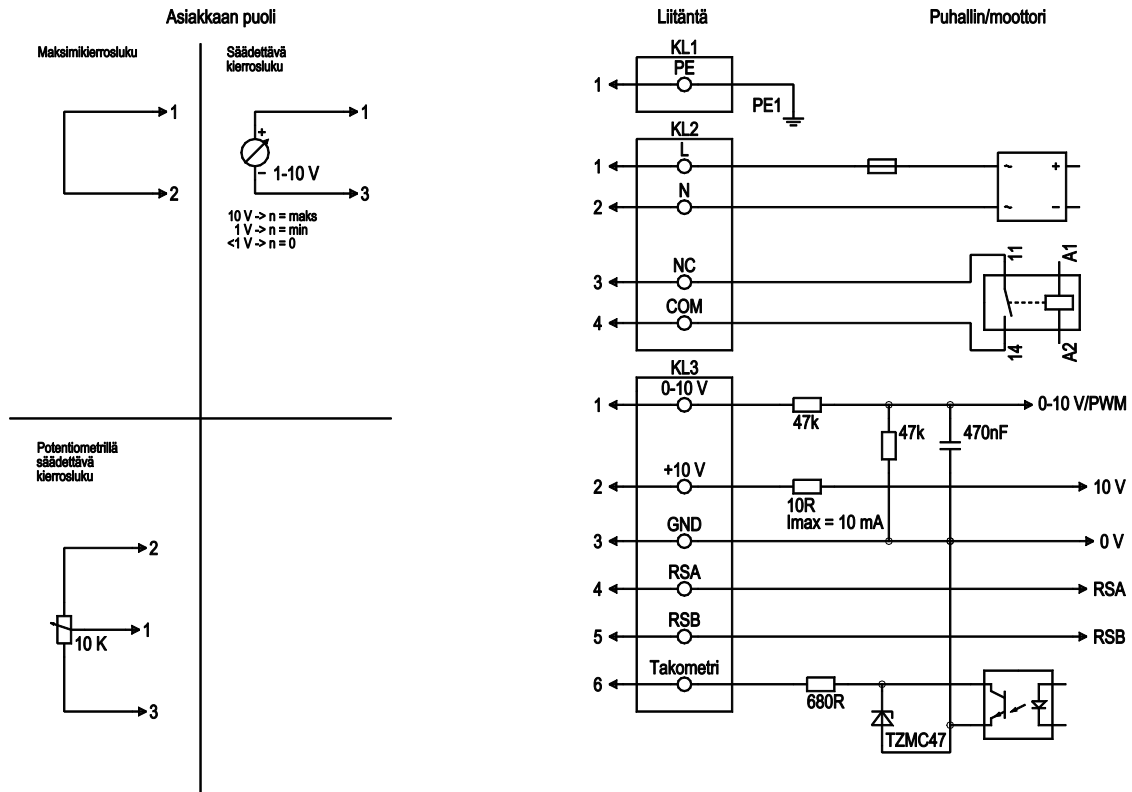 Asiakkaan puoli
Maksimikierrosluku
1
2
Säädettävä
kierrosluku
1
+
– 1-10 V
3
10 V -> n = maks
1 V -> n = min
<1 V -> n = 0
Potentiometrillä
säädettävä
kierrosluku
2
1
10 K
3
Liitäntä
Puhallin/moottori
KL1
PE
1
PE1
KL2
L
1
~ +
N
2
~ –
NC
3
11
A1
COM
4
14
A2
KL3
0-10 V
1
47k
0-10 V/PWM
47k
470nF
+10 V
2
10 V
10R
Imax = 10 mA
GND
3
0 V
RSA
4
RSA
RSB
5
RSB
Takometri
6
680R
TZMC47